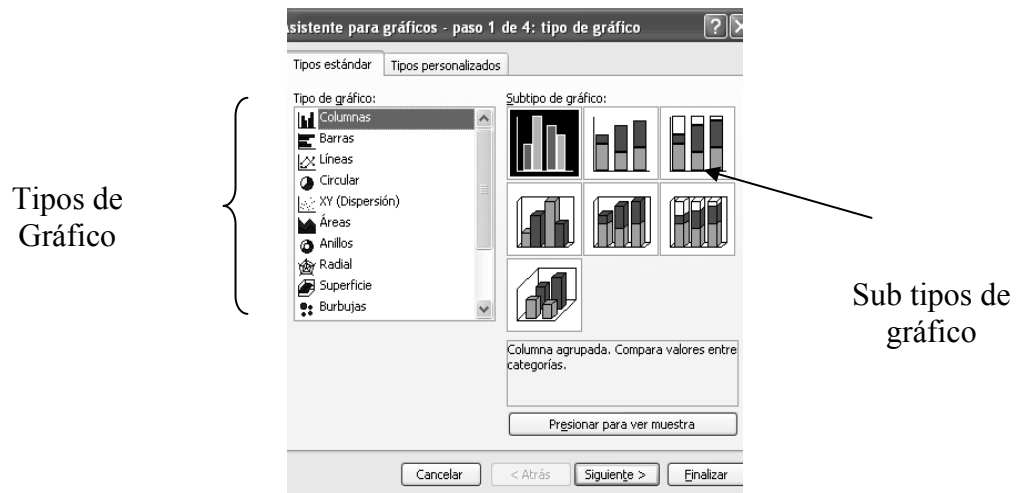 sistente para gráficos - paso 1 de 4: tipo de gráfico
Tipos estándar
Tipos personalizados
Tipo de gráfico:
Columnas
Barras
Líneas
Circular
XY (Dispersión)
Áreas
Anillos
Radial
Superficie
Burbujas
Subtipo de gráfico:
Columna agrupada. Compara valores entre
categorías.
Presionar para ver muestra
Cancelar
< Atrás
Siguiente >
Finalizar
Tipos de
Gráfico
Sub tipos de
gráfico